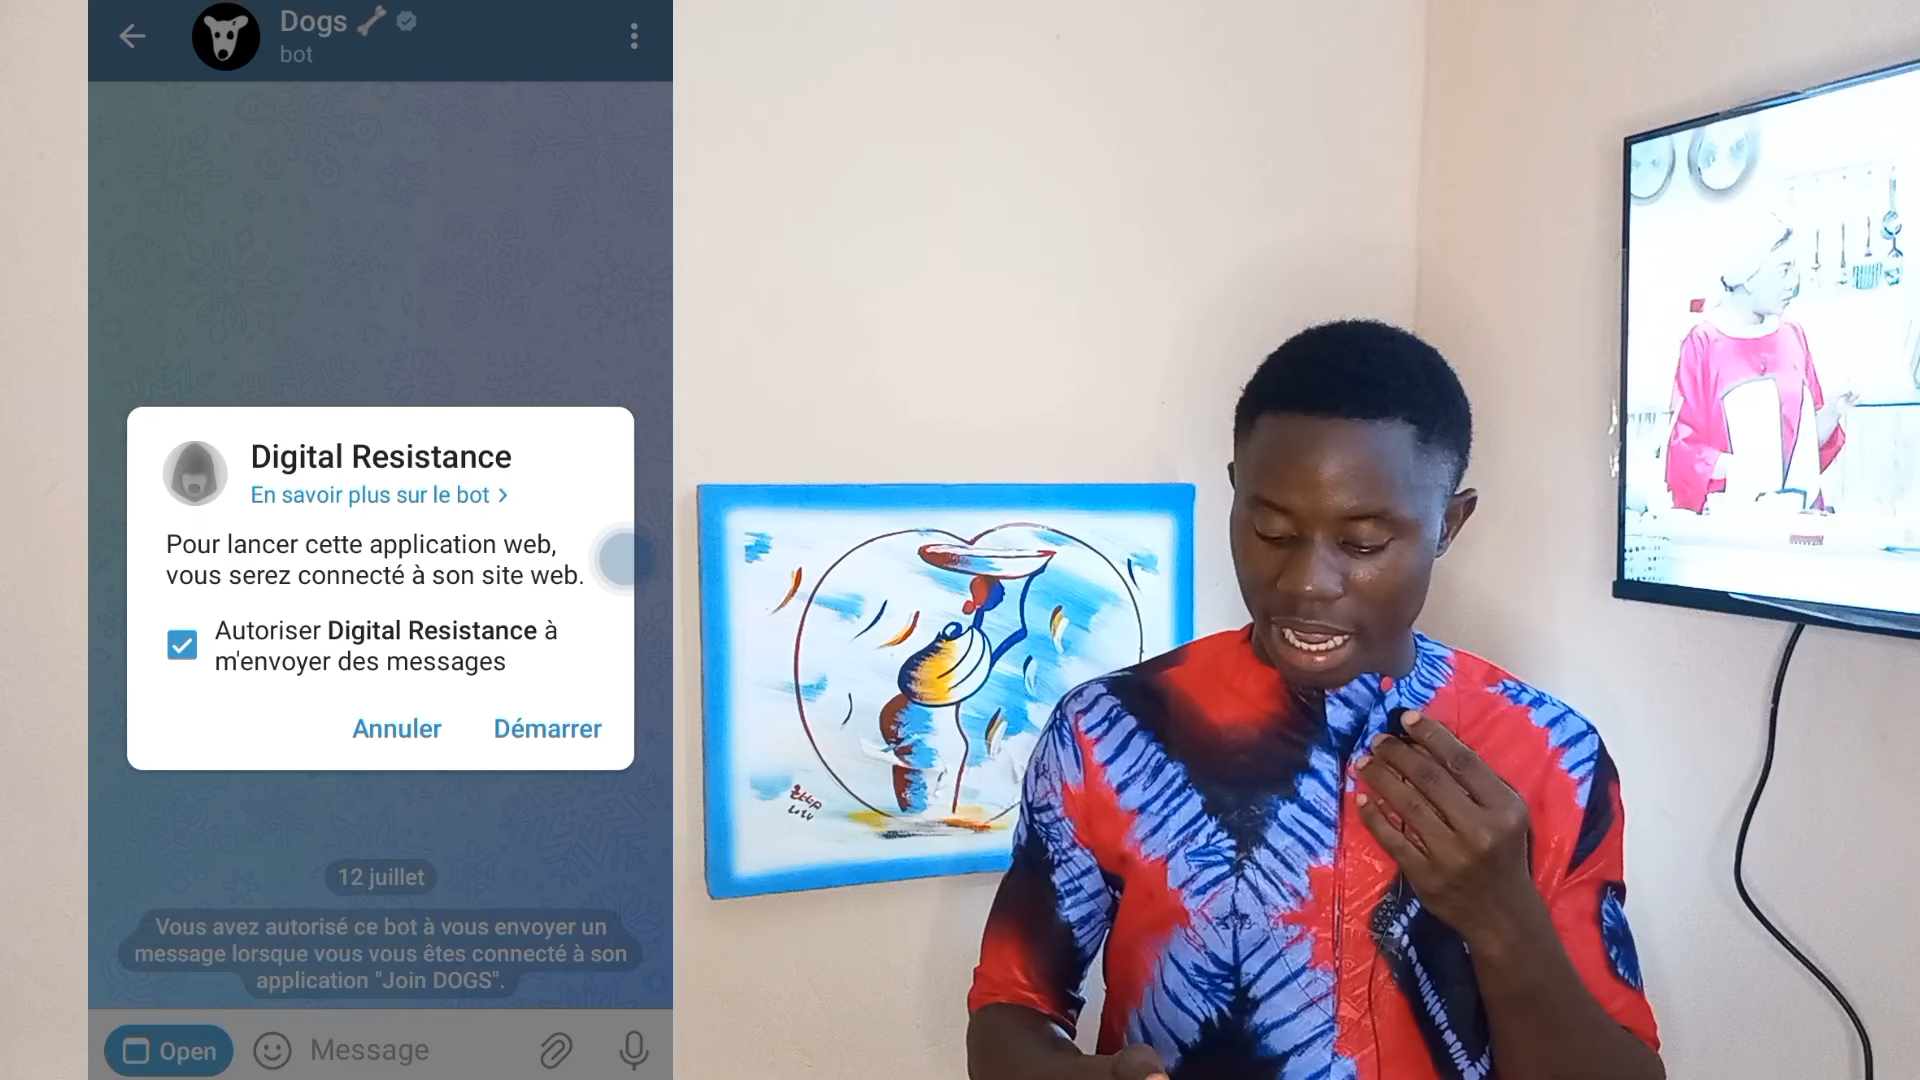 Dogs
bot
Digital Resistance
En savoir plus sur le bot
Pour lancer cette application web,
vous serez connecté à son site web.
Autoriser Digital Resistance à
m'envoyer des messages
Annuler
Démarrer
12 juillet
Vous avez autorisé ce bot à vous envoyer un
message lorsque vous vous êtes connecté à son
application "Join DOGS".
Open
Message